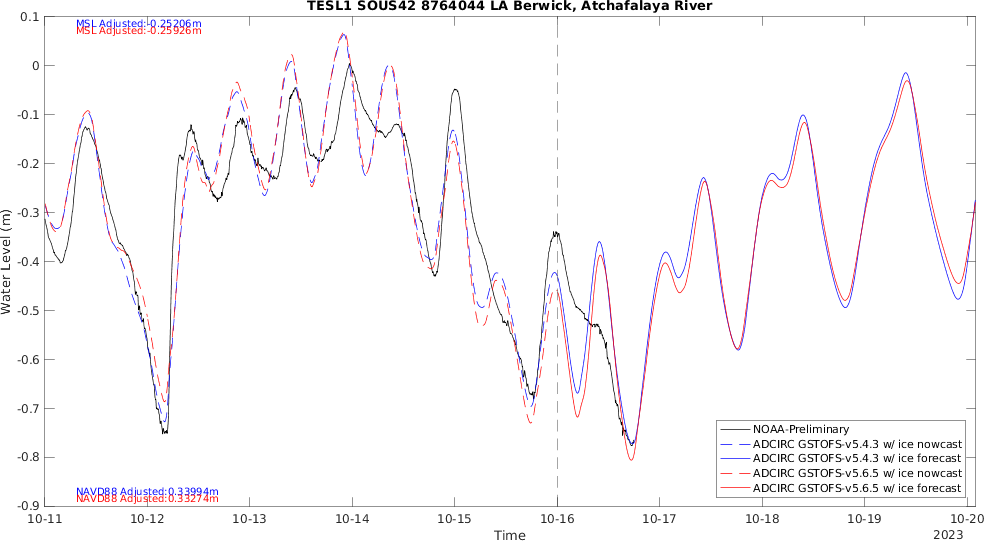 TESL1 SOUS42 8764044 LA Berwick, Atchafalaya River
MSL Adjusted:-0.25206m
MSL Adjusted:-0.25926m
0.1
0
-0.1
-0.2
-0.3
-0.4
-0.5
-0.6
-0.7
-0.8
-0.9
Water Level (m)
NOAA-Preliminary
ADCIRC GSTOFS-v5.4.3 w/ ice nowcast
ADCIRC GSTOFS-v5.4.3 w/ ice forecast
ADCIRC GSTOFS-v5.6.5 w/ ice nowcast
ADCIRC GSTOFS-v5.6.5 w/ ice forecast
NAVD88 Adjusted:0.33994m
NAVD88 Adjusted:0.33274m
10-11 10-12 10-13 10-14 10-15 10-16 10-17 10-18 10-19 10-20
Time
2023